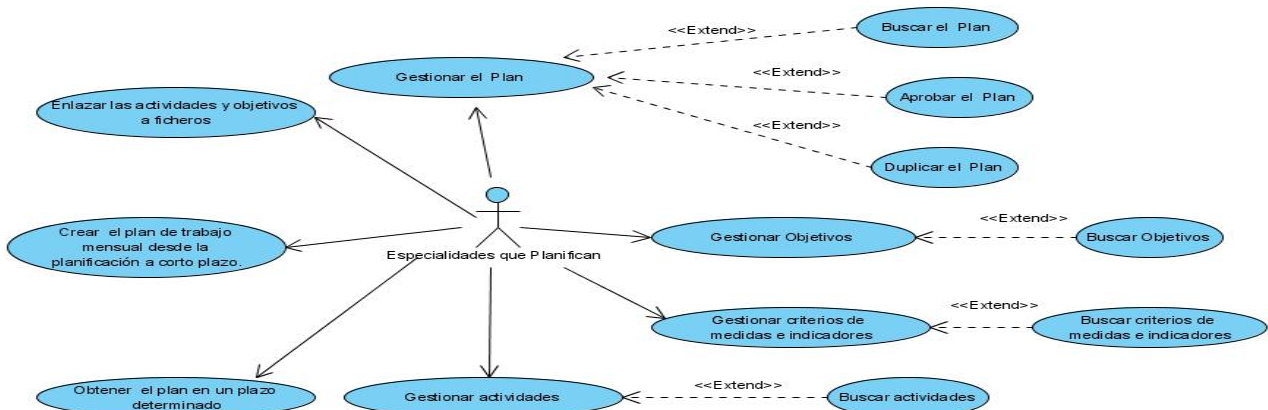 <<Extend>>
Buscar el Plan
Gestionar el Plan
<<Extend>>
Aprobar el Plan
Enlazar las actividades y objetivos
a ficheros
<<Extend>>
Duplicar el Plan
<<Extend>>
Crear el plan de trabajo
mensual desde la
planificación a corto plazo.
Gestionar Objetivos
Buscar Objetivos
Especialidades que Planifican
<<Extend>>
Gestionar criterios de
medidas e indicadores
Buscar criterios de
medidas e indicadores
<<Extend>>
Obtener el plan en un plazo
determinado
Gestionar actividades
Buscar actividades